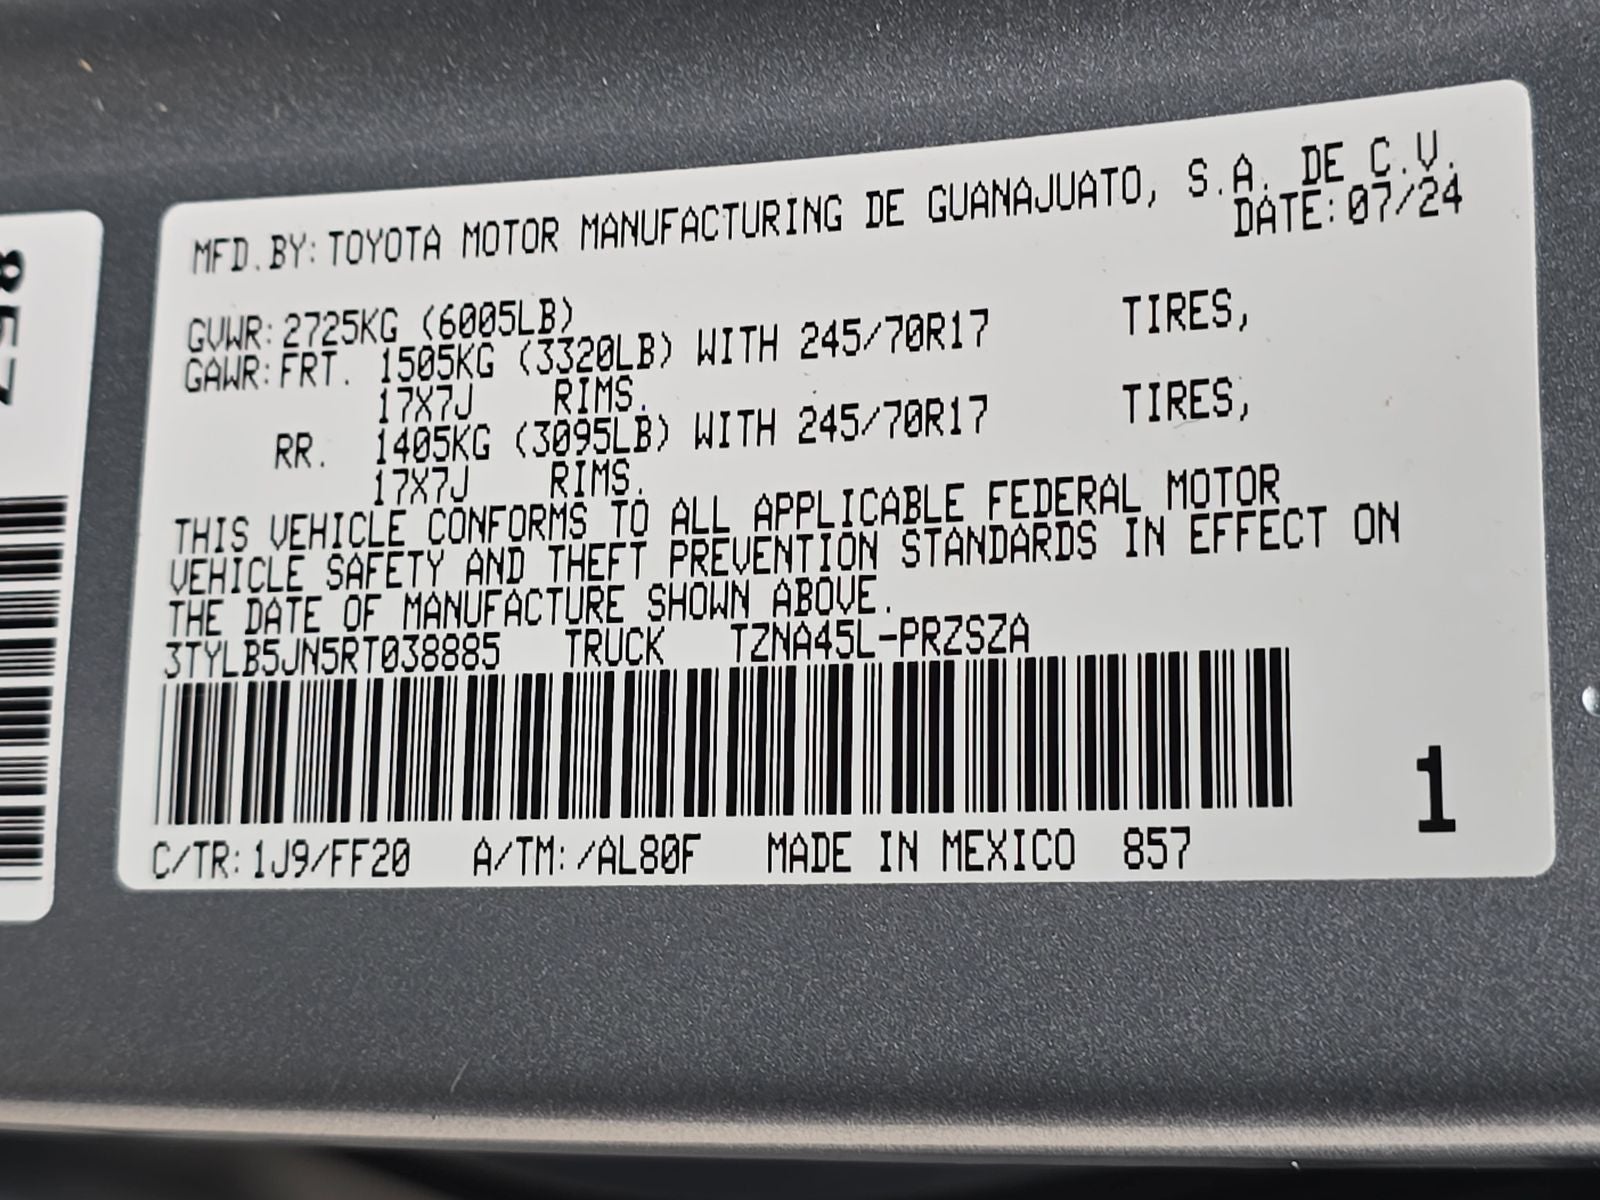 MFD.BY:TOYOTA MOTOR MANUFACTURING DE GUANAJUATO, S.A. DE C.V.
DATE:07/24
GVWR:2725KG (6005LB)
GAWR:FRT. 1505KG (3320LB) WITH 245/70R17 TIRES,
17X7J RIMS.
RR. 1405KG (3095LB) WITH 245/70R17 TIRES,
17X7J RIMS.
THIS VEHICLE CONFORMS TO ALL APPLICABLE FEDERAL MOTOR
VEHICLE SAFETY AND THEFT PREVENTION STANDARDS IN EFFECT ON
THE DATE OF MANUFACTURE SHOWN ABOVE.
3TYLB5JN5RT038885 TRUCK TZNA45L-PRZSZA
1
C/TR:1J9/FF20 A/TM:/AL80F MADE IN MEXICO 857
857